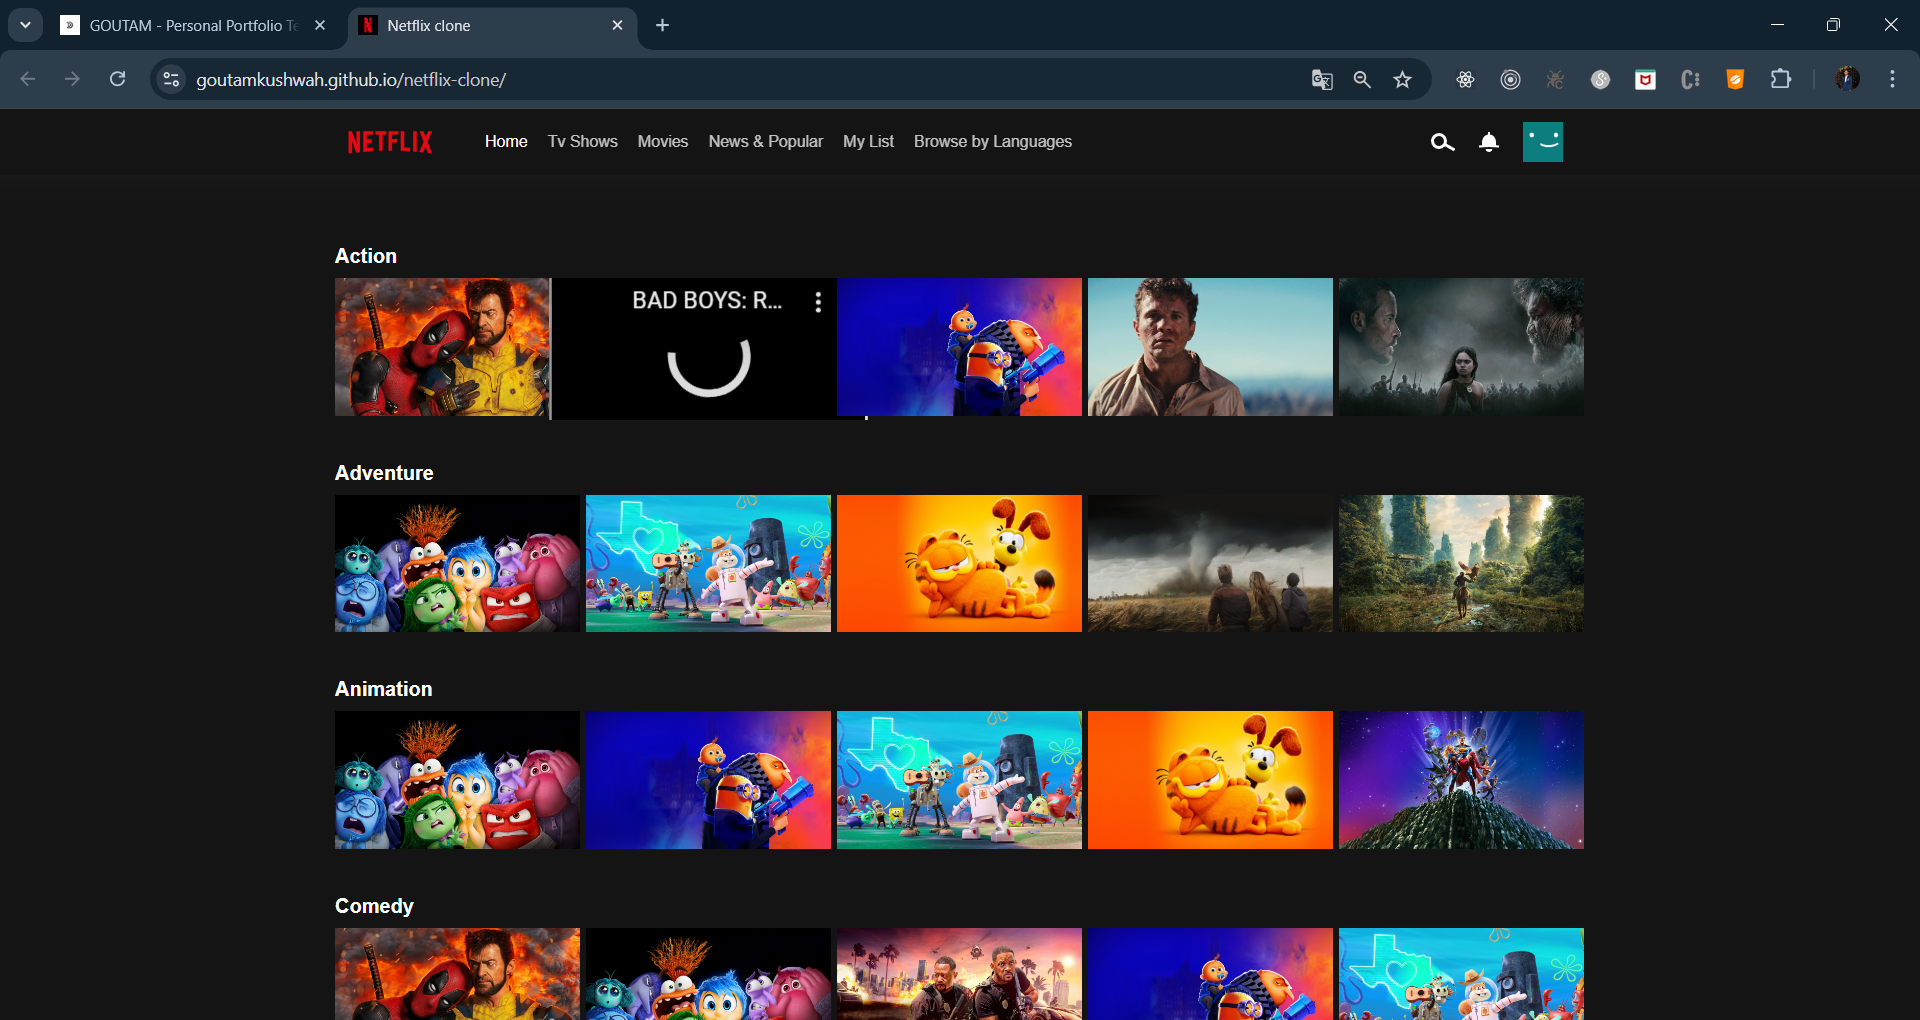 GOUTAM - Personal Portfolio Te
Netflix clone
goutamkushwah.github.io/netflix-clone/
NETFLIX
Home
Tv Shows
Movies
News & Popular
My List
Browse by Languages
Action
BAD BOYS: R...
Adventure
Animation
Comedy